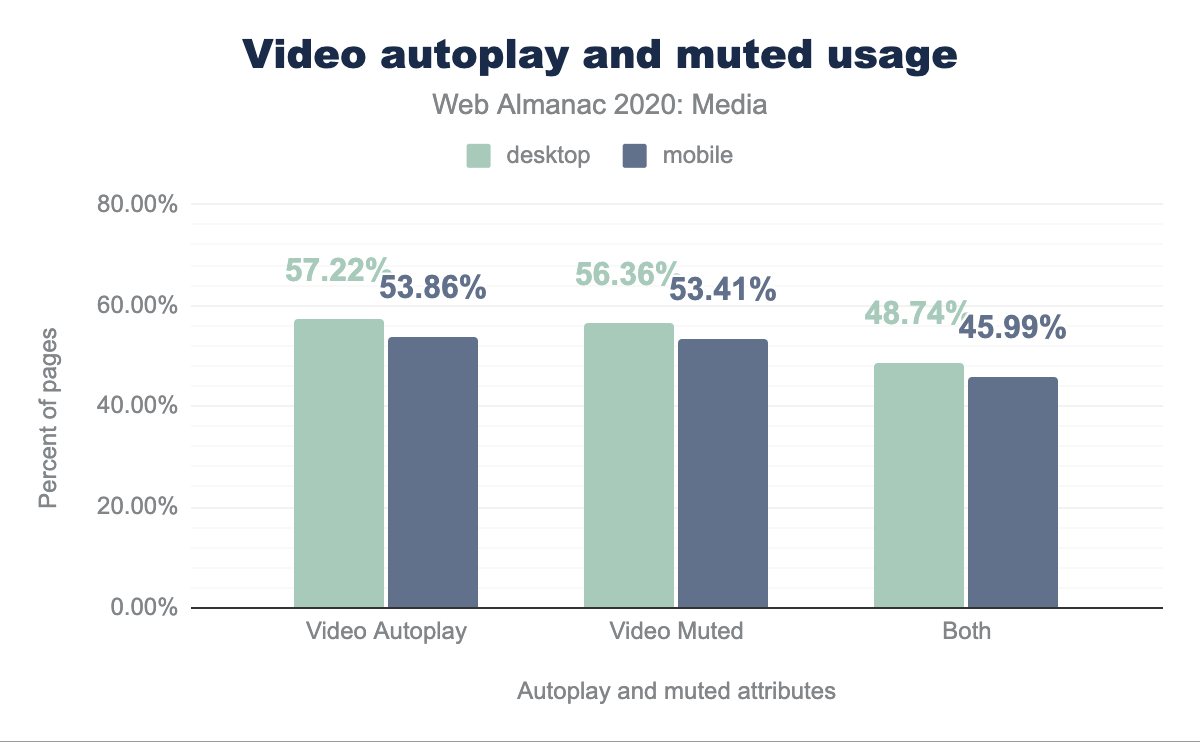 Video autoplay and muted usage
Web Almanac 2020: Media
desktop mobile
80.00%
60.00%
40.00%
20.00%
0.00%
Percent of pages
57.22% 53.86% 56.36% 53.41% 48.74% 45.99%
Video Autoplay Video Muted Both
Autoplay and muted attributes